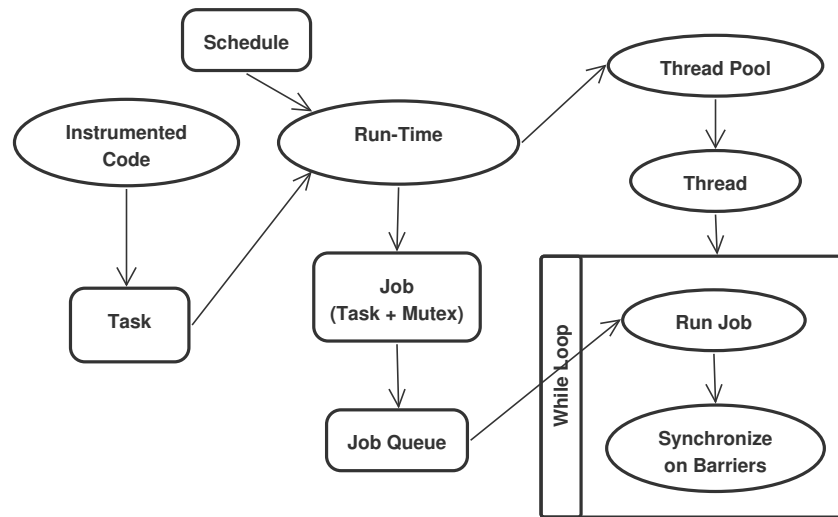 Schedule
Thread Pool
Instrumented
Code
Run-Time
Thread
Task
Job
(Task + Mutex)
Job Queue
While Loop
Run Job
Synchronize
on Barriers